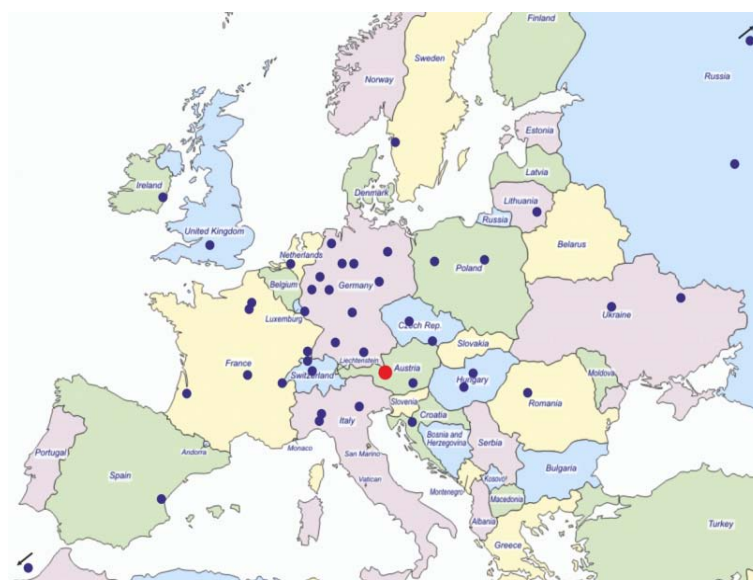 Finland
Sweden
Norway
Russia
Estonia
Latvia
Ireland
Denmark
Lithuania
Russia
United Kingdom
Belarus
Netherlands
Poland
Belgium
Germany
Ukraine
Luxemburg
Czech Rep.
Slovakia
France
Liechtenstein
Austria
Moldova
Switzerland
Hungary
Romania
Slovenia
Croatia
Italy
Bosnia and
Herzegovina
Serbia
Monaco
Andorra
San Marino
Portugal
Spain
Bulgaria
Vatican
Kosovo
Montenegro
Macedonia
Albania
Turkey
Greece